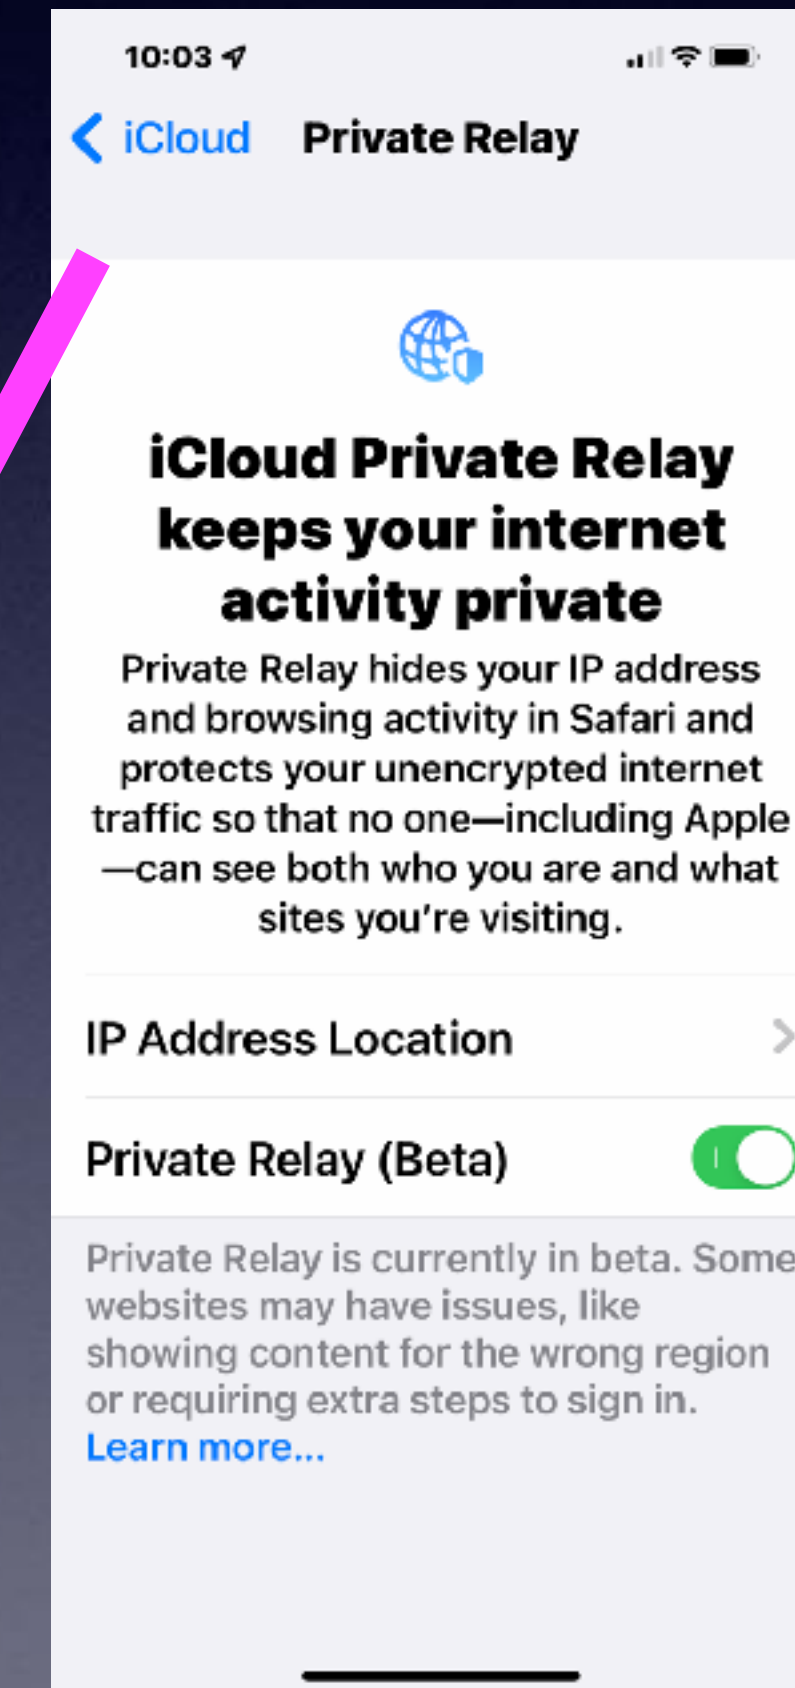 10:03
iCloud Private Relay
iCloud Private Relay
keeps your internet
activity private
Private Relay hides your IP address
and browsing activity in Safari and
protects your unencrypted internet
traffic so that no one—including Apple
—can see both who you are and what
sites you're visiting.
IP Address Location
Private Relay (Beta)
Private Relay is currently in beta. Some
websites may have issues, like
showing content for the wrong region
or requiring extra steps to sign in.
Learn more...